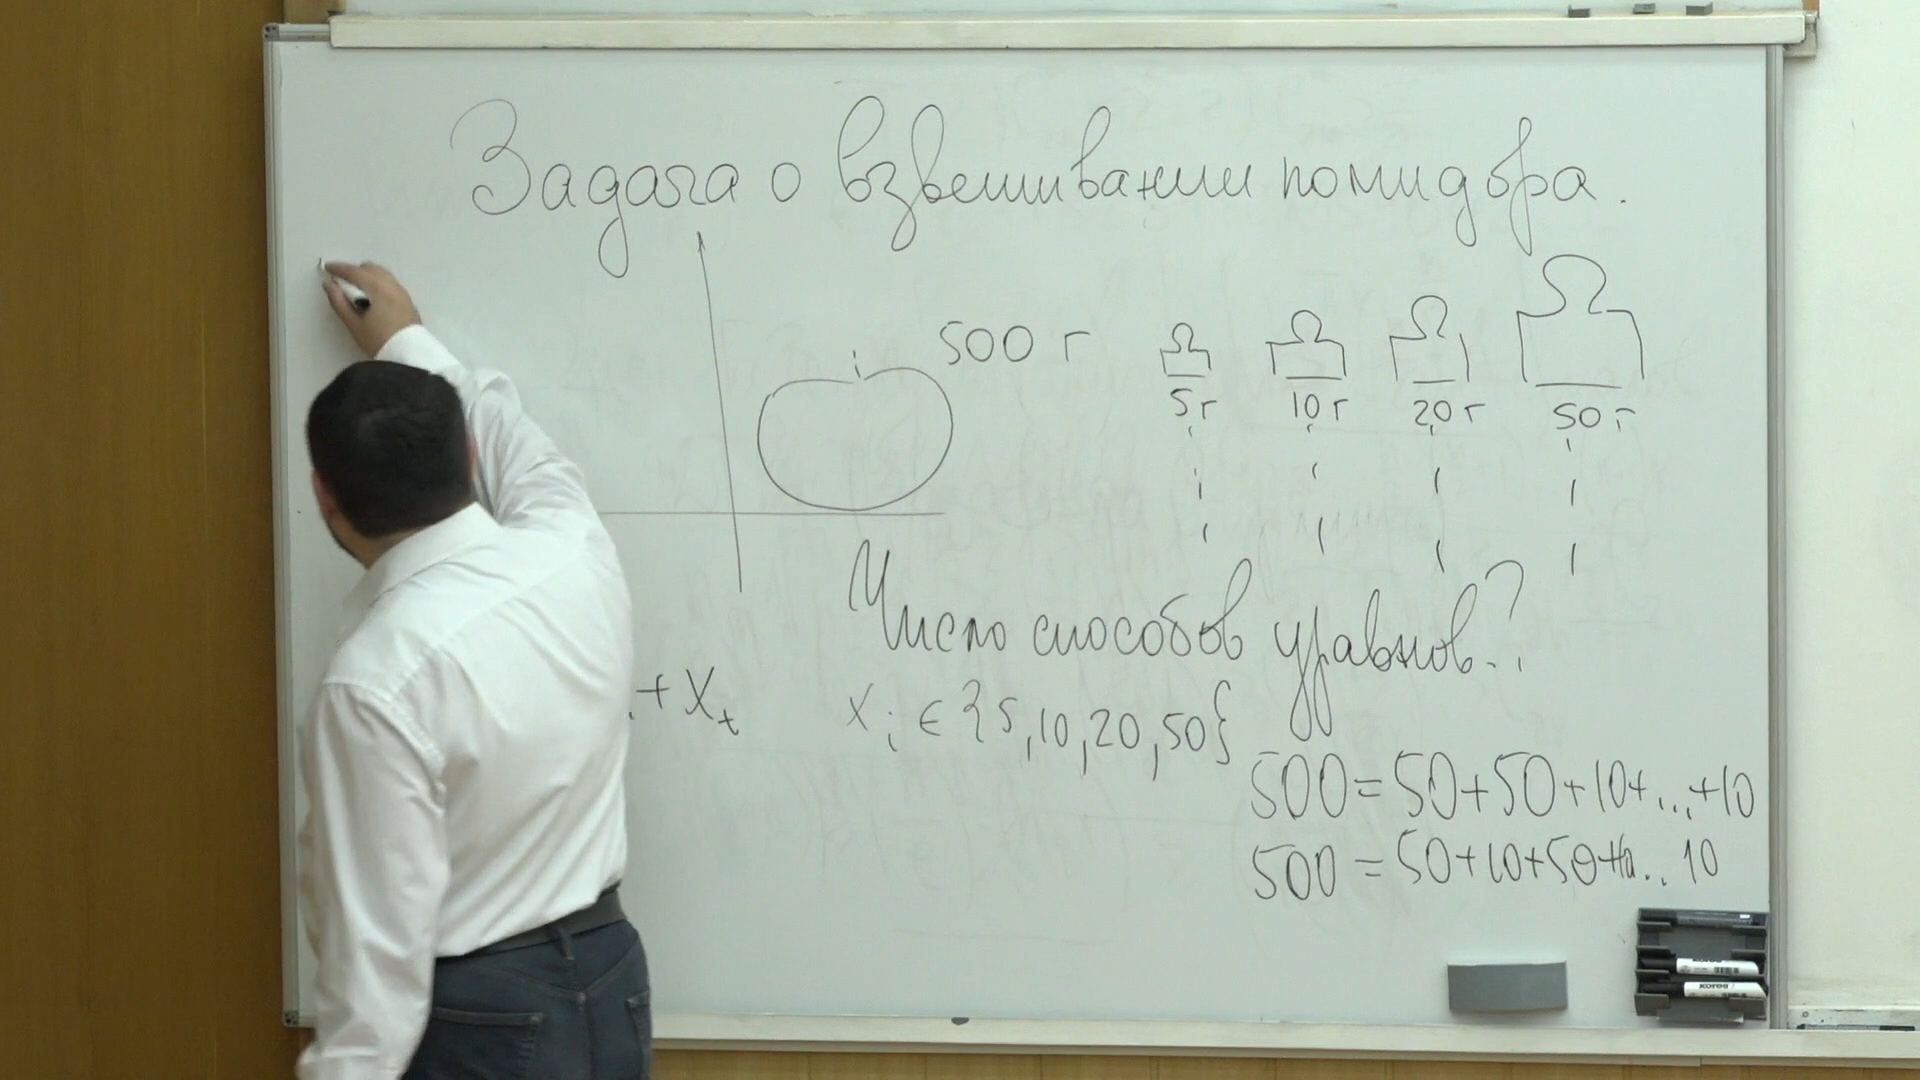 Задача о взвешивании помидора.
500 г
5 г 10 г 20 г 50 г
Число способов уравнов.?
+ x_t x_i ∈ {5,10,20,50}
500 = 50+50+10+...+10
500 = 50+10+50+10... 10